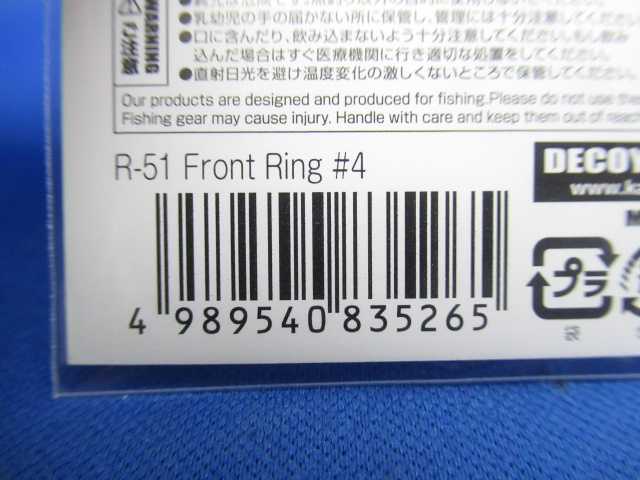 WARNING
●乳幼児の手の届かない所に保管し、管理には十分注意してくださ
●口に含んだり、飲み込まないよう十分注意してください。もし飲み
込んだ場合はすぐ医療機関に行き適切な処置をしてください。
●直射日光を避け温度変化の激しくないところで保管してください。
Our products are designed and produced for fishing.Please do not use the
Fishing gear may cause injury. Handle with care and keep them out of reac
R-51 Front Ring #4
DECOY
www.k
4 989540 835265
プラ
袋